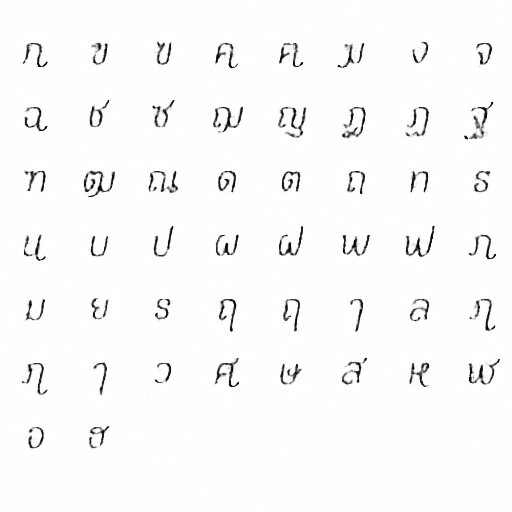 ก ข ฃ ค ฅ ฆ ง จ
ฉ ช ซ ฌ ญ ฎ ฏ ฐ
ฑ ฒ ณ ด ต ถ ท ธ
น บ ป ผ ฝ พ ฟ ภ
ม ย ร ฤ ฤ ๅ ล ฦ
ฦ ๅ ว ศ ษ ส ห ฬ
อ ฮ